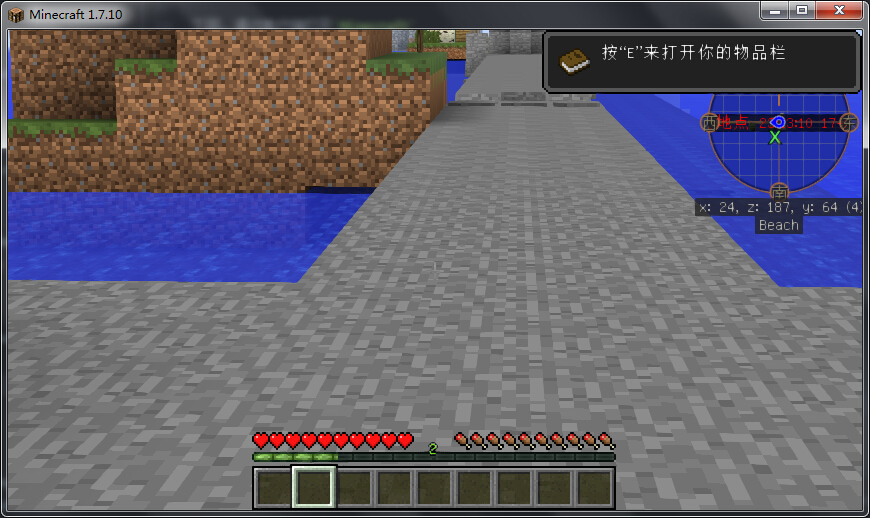 Minecraft 1.7.10
按“E”来打开你的物品栏
西
东
X
南
x: 24, z: 187, y: 64 (4)
Beach
2